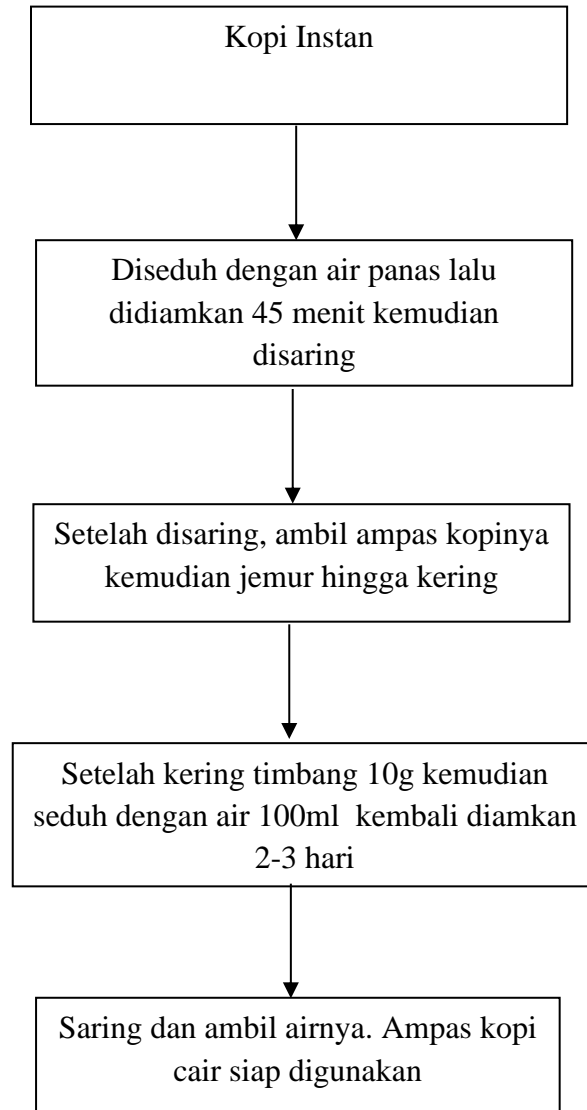 Kopi Instan
Diseduh dengan air panas lalu
didiamkan 45 menit kemudian
disaring
Setelah disaring, ambil ampas kopinya
kemudian jemur hingga kering
Setelah kering timbang 10g kemudian
seduh dengan air 100ml  kembali diamkan
2-3 hari
Saring dan ambil airnya. Ampas kopi
cair siap digunakan